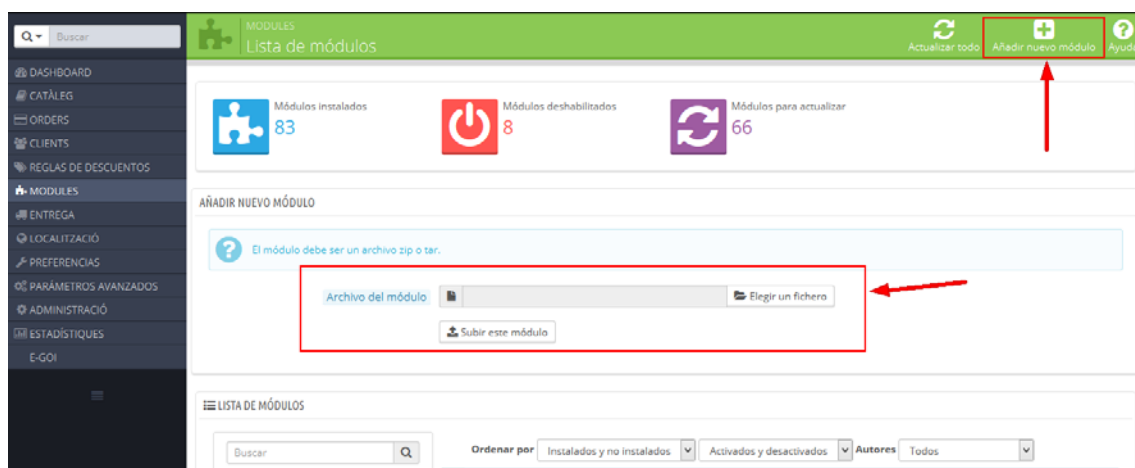 Buscar
MODULES
Lista de módulos
Actualizar todo
Añadir nuevo módulo
Ayuda
DASHBOARD
CATÀLEG
ORDERS
CLIENTS
REGLAS DE DESCUENTOS
MODULES
ENTREGA
LOCALITZACIÓ
PREFERENCIAS
PARÁMETROS AVANZADOS
ADMINISTRACIÓ
ESTADÍSTIQUES
E-GOI
Módulos instalados
83
Módulos deshabilitados
8
Módulos para actualizar
66
AÑADIR NUEVO MÓDULO
El módulo debe ser un archivo zip o tar.
Archivo del módulo
Elegir un fichero
Subir este módulo
LISTA DE MÓDULOS
Buscar
Ordenar por Instalados y no instalados Activados y desactivados Autores Todos